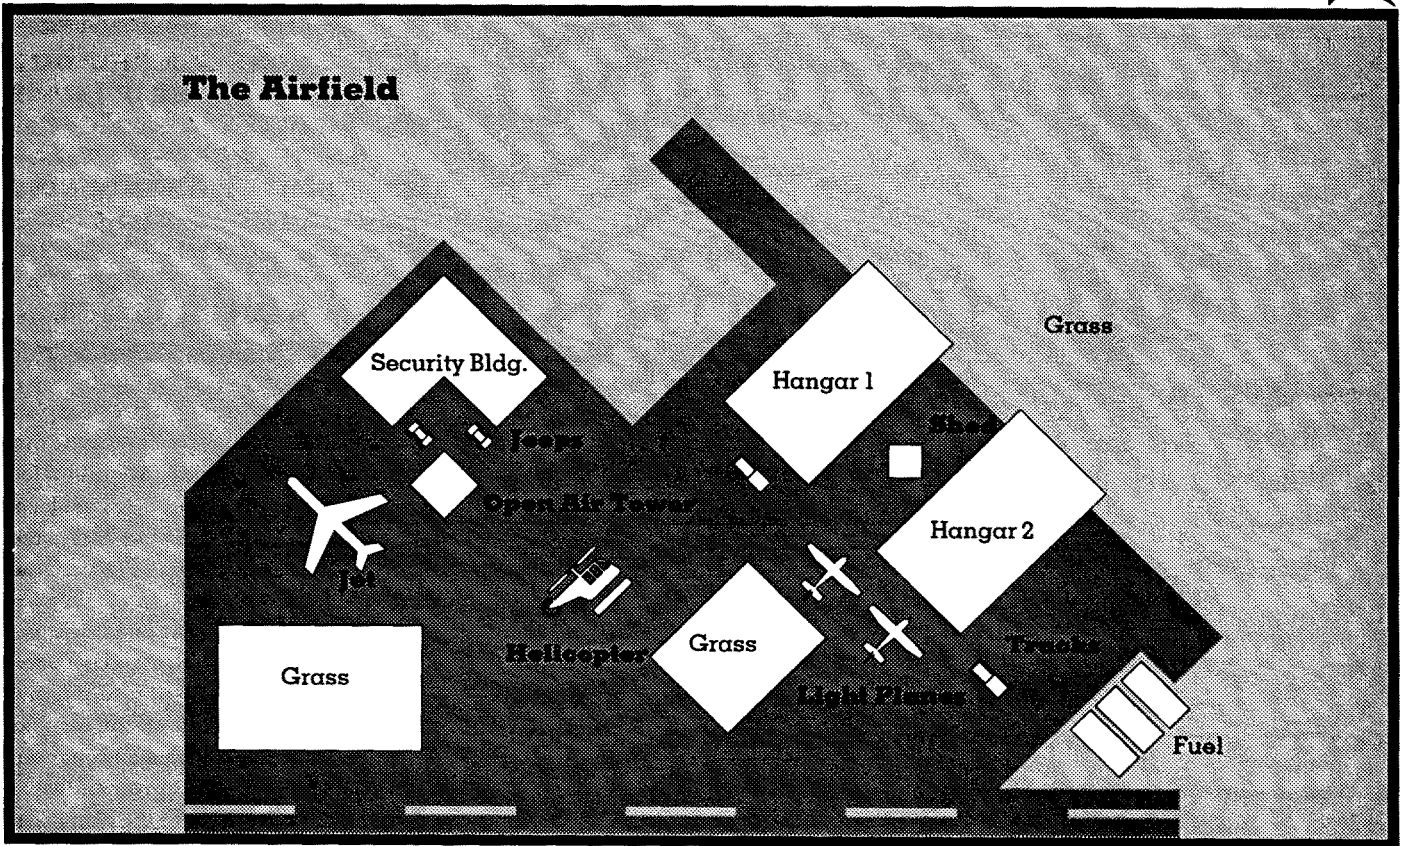 The Airfield
Grass
Security Bldg.
Hangar 1
Shed
Jeeps
Open Air Tower
Hangar 2
Jet
Grass
Helicopter
Grass
Trucks
Light Planes
Fuel